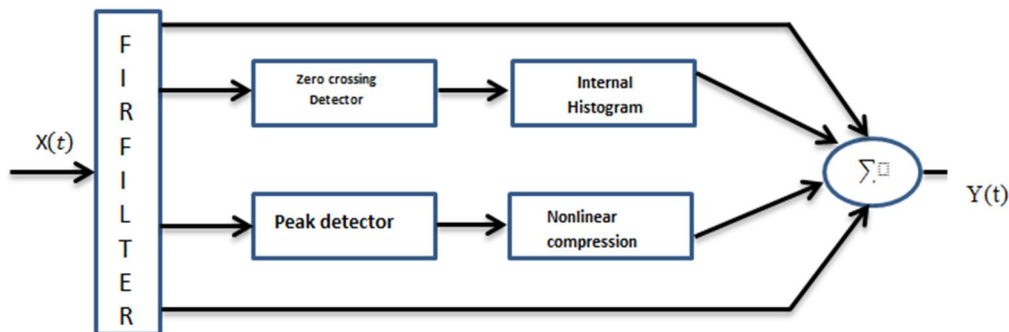 X(t)
F
I
R
F
I
L
T
E
R
Zero crossing
Detector
Internal
Histogram
Peak detector
Nonlinear
compression
∑
Y(t)